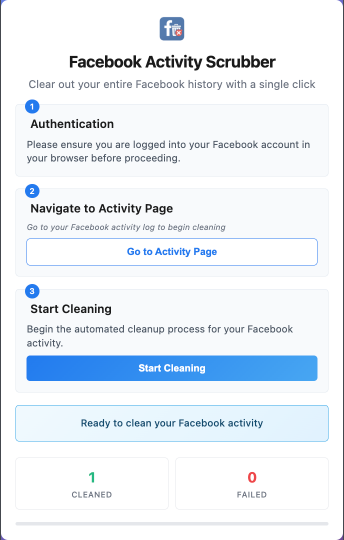 Facebook Activity Scrubber
Clear out your entire Facebook history with a single click
1
Authentication
Please ensure you are logged into your Facebook account in
your browser before proceeding.
2
Navigate to Activity Page
Go to your Facebook activity log to begin cleaning
Go to Activity Page
3
Start Cleaning
Begin the automated cleanup process for your Facebook
activity.
Start Cleaning
Ready to clean your Facebook activity
1
CLEANED
0
FAILED